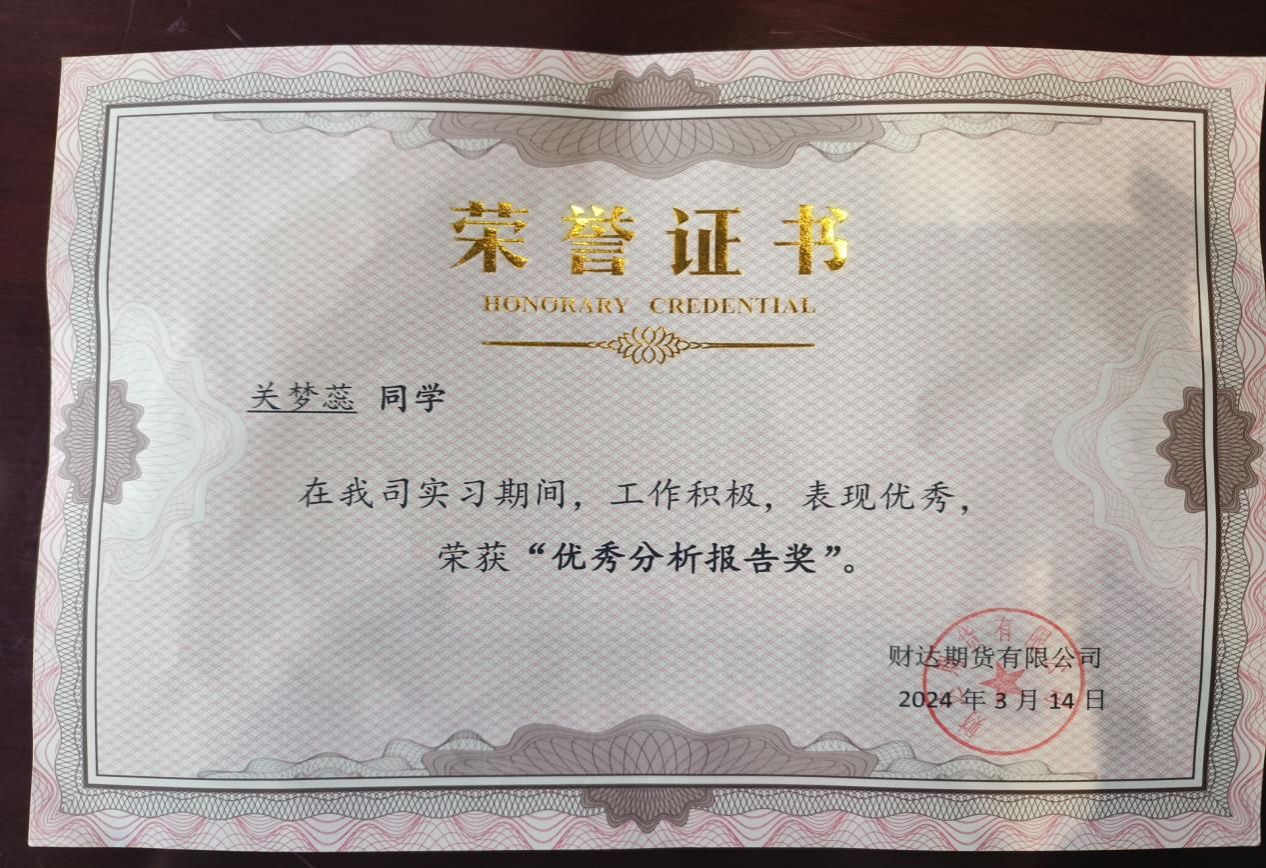 荣誉证书
HONORARY CREDENTIAL
关梦蕊 同学
在我司实习期间，工作积极，表现优秀，
荣获“优秀分析报告奖”。
财达期货有限公司
2024 年 3 月 14 日